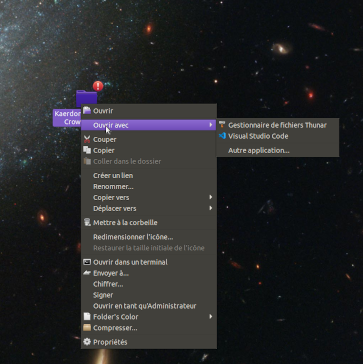 Kaerdon
Crow
Ouvrir
Ouvrir avec
Gestionnaire de fichiers Thunar
Visual Studio Code
Autre application...
Couper
Copier
Coller dans le dossier
Créer un lien
Renommer...
Copier vers
Déplacer vers
Mettre à la corbeille
Redimensionner l'icône...
Restaurer la taille initiale de l'icône
Ouvrir dans un terminal
Envoyer à...
Chiffrer...
Signer
Ouvrir en tant qu'Administrateur
Folder's Color
Compresser...
Propriétés